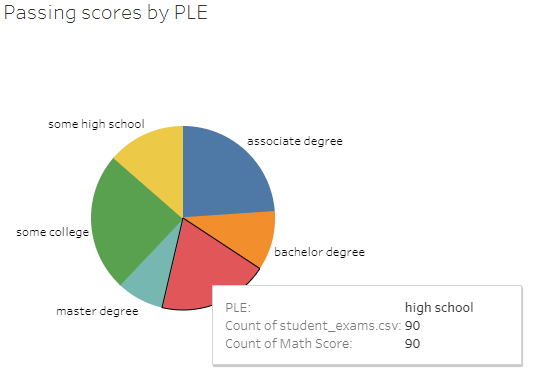 Passing scores by PLE
some high school
associate degree
some college
bachelor degree
master degree
PLE: high school
Count of student_exams.csv: 90
Count of Math Score: 90